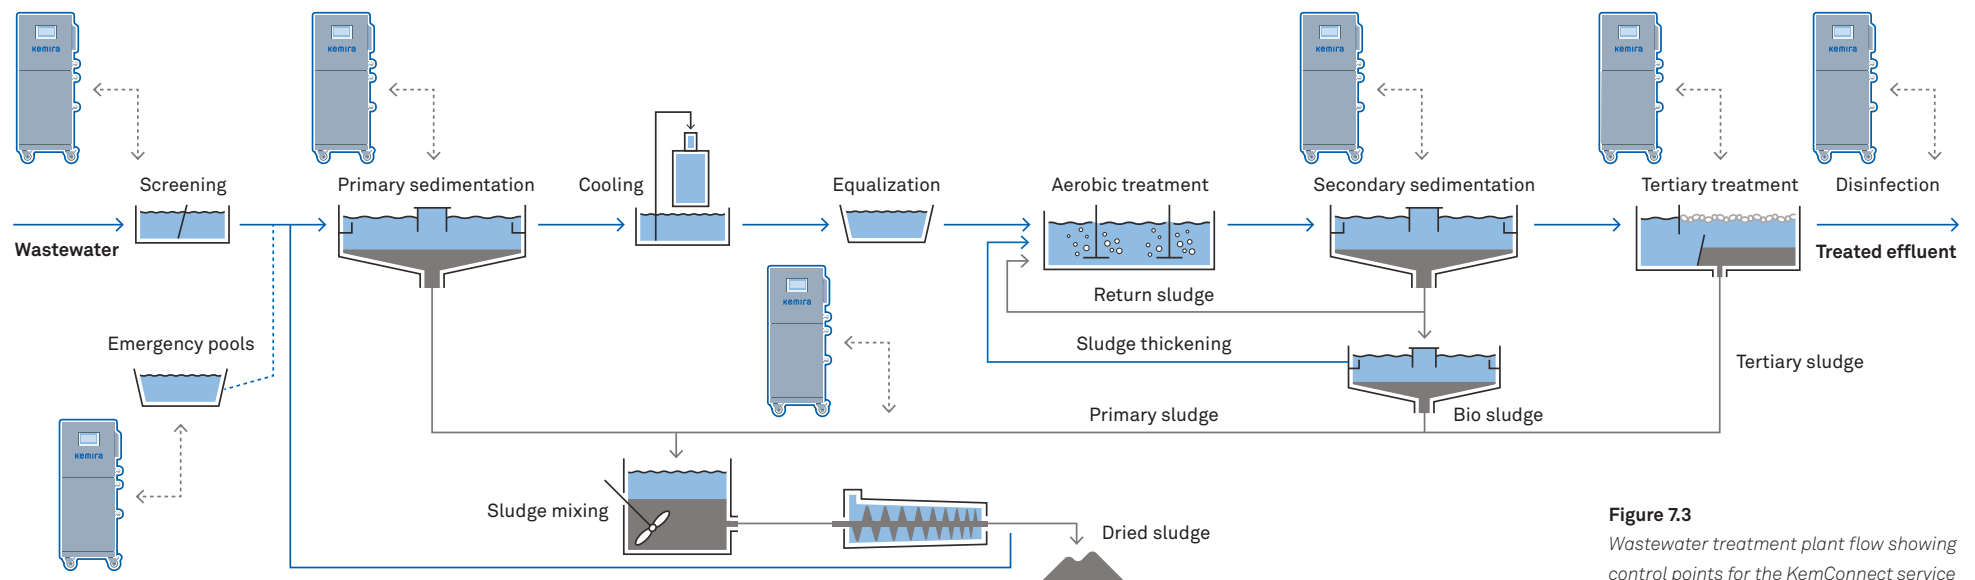 kemira
kemira
kemira
kemira
kemira
Screening
Primary sedimentation
Cooling
Equalization
Aerobic treatment
Secondary sedimentation
Tertiary treatment
Disinfection
Wastewater
Treated effluent
kemira
Return sludge
Emergency pools
Sludge thickening
Tertiary sludge
Primary sludge
Bio sludge
kemira
Sludge mixing
Dried sludge
Figure 7.3
Wastewater treatment plant flow showing
control points for the KemConnect service